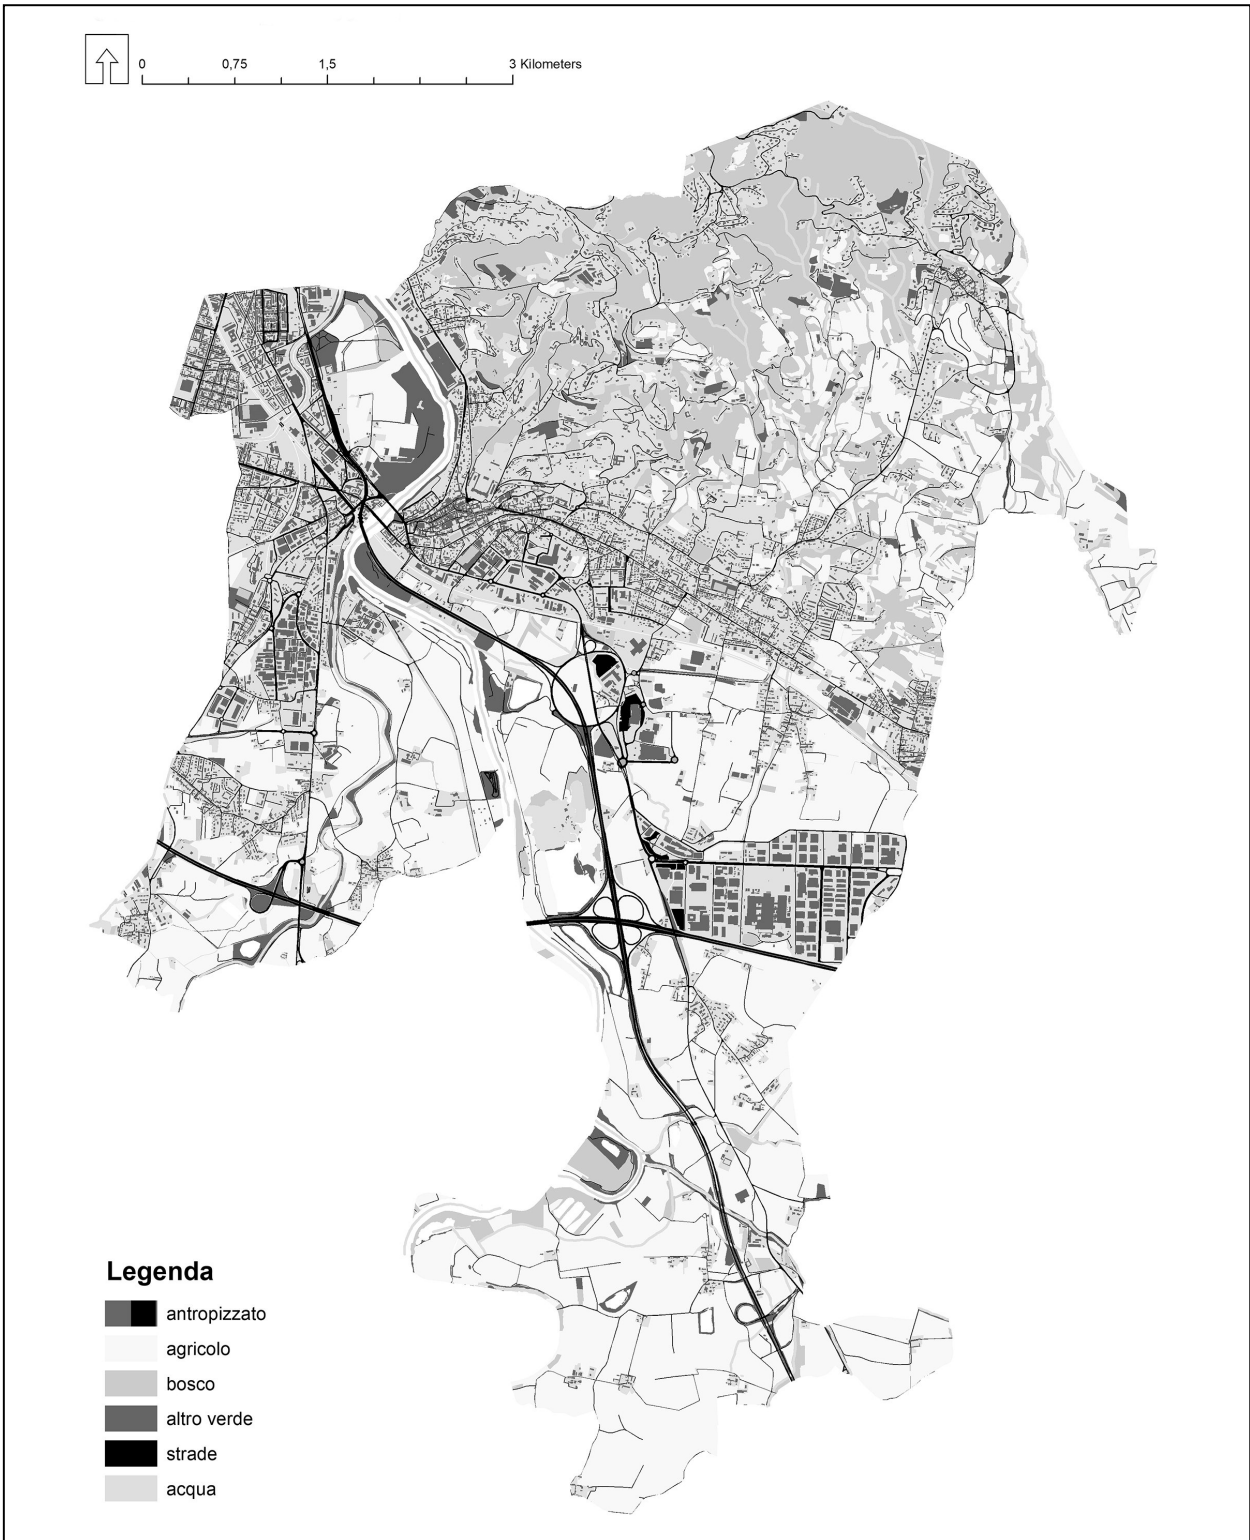 0 0,75 1,5 3 Kilometers
Legenda
antropizzato
agricolo
bosco
altro verde
strade
acqua